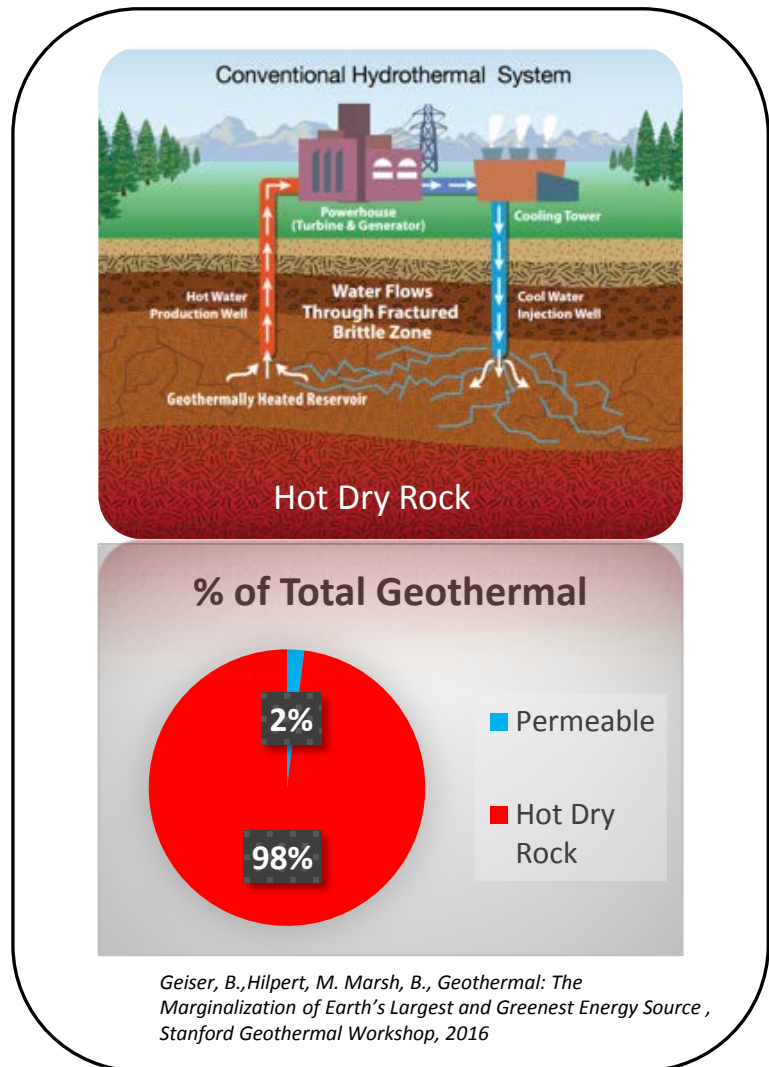 Conventional Hydrothermal System
Powerhouse
(Turbine & Generator)
Cooling Tower
Hot Water
Production Well
Water Flows
Through Fractured
Brittle Zone
Cool Water
Injection Well
Geothermally Heated Reservoir
Hot Dry Rock
% of Total Geothermal
2%
98%
Permeable
Hot Dry
Rock
Geiser, B.,Hilpert, M. Marsh, B., Geothermal: The
Marginalization of Earth's Largest and Greenest Energy Source ,
Stanford Geothermal Workshop, 2016